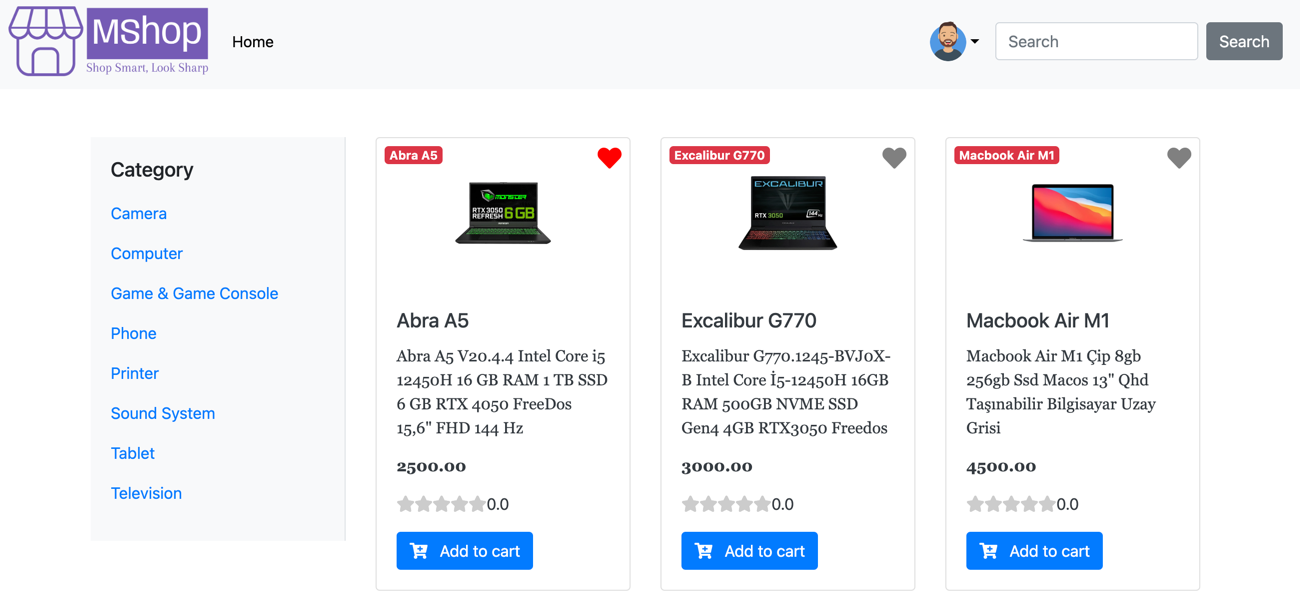 MShop
Shop Smart, Look Sharp
Home
Search
Search
Category
Camera
Computer
Game & Game Console
Phone
Printer
Sound System
Tablet
Television
Abra A5
MONSTER
RTX 3050
REFRESH 6 GB
Abra A5
Abra A5 V20.4.4 Intel Core i5
12450H 16 GB RAM 1 TB SSD
6 GB RTX 4050 FreeDos
15,6" FHD 144 Hz
2500.00
0.0
Add to cart
Excalibur G770
EXCALIBUR
RTX 3050
144
Excalibur G770
Excalibur G770.1245-BVJ0X-
B Intel Core İ5-12450H 16GB
RAM 500GB NVME SSD
Gen4 4GB RTX3050 Freedos
3000.00
0.0
Add to cart
Macbook Air M1
Macbook Air M1
Macbook Air M1 Çip 8gb
256gb Ssd Macos 13" Qhd
Taşınabilir Bilgisayar Uzay
Grisi
4500.00
0.0
Add to cart